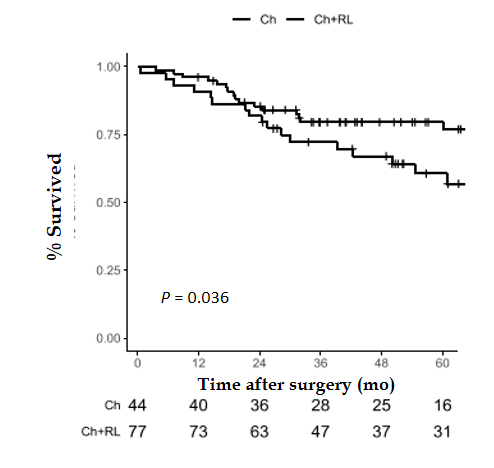 Ch Ch+RL
1.00
0.75
0.50
0.25
0.00
% Survived
P = 0.036
0 12 24 36 48 60
Time after surgery (mo)
Ch 44 40 36 28 25 16
Ch+RL 77 73 63 47 37 31